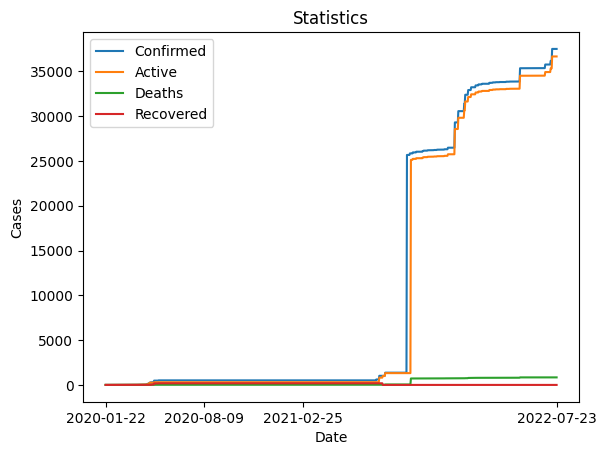 Statistics
Confirmed
Active
Deaths
Recovered
35000
30000
25000
20000
15000
10000
5000
0
Cases
2020-01-22 2020-08-09 2021-02-25 2022-07-23
Date